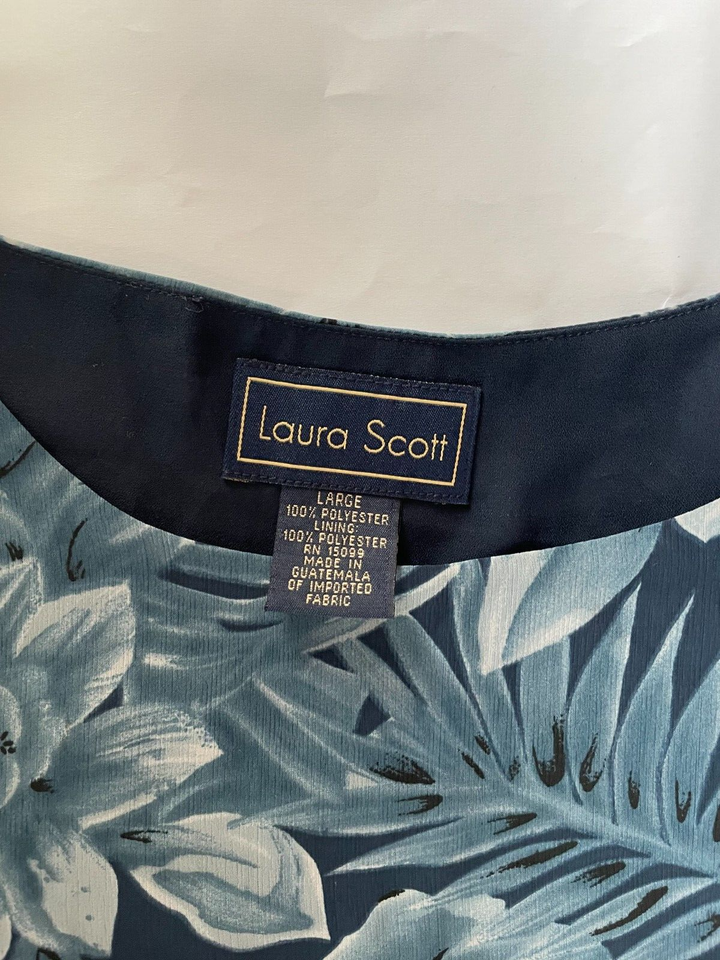 Laura Scott
LARGE
100% POLYESTER
LINING:
100% POLYESTER
RN 15099
MADE IN
GUATEMALA
OF IMPORTED
FABRIC